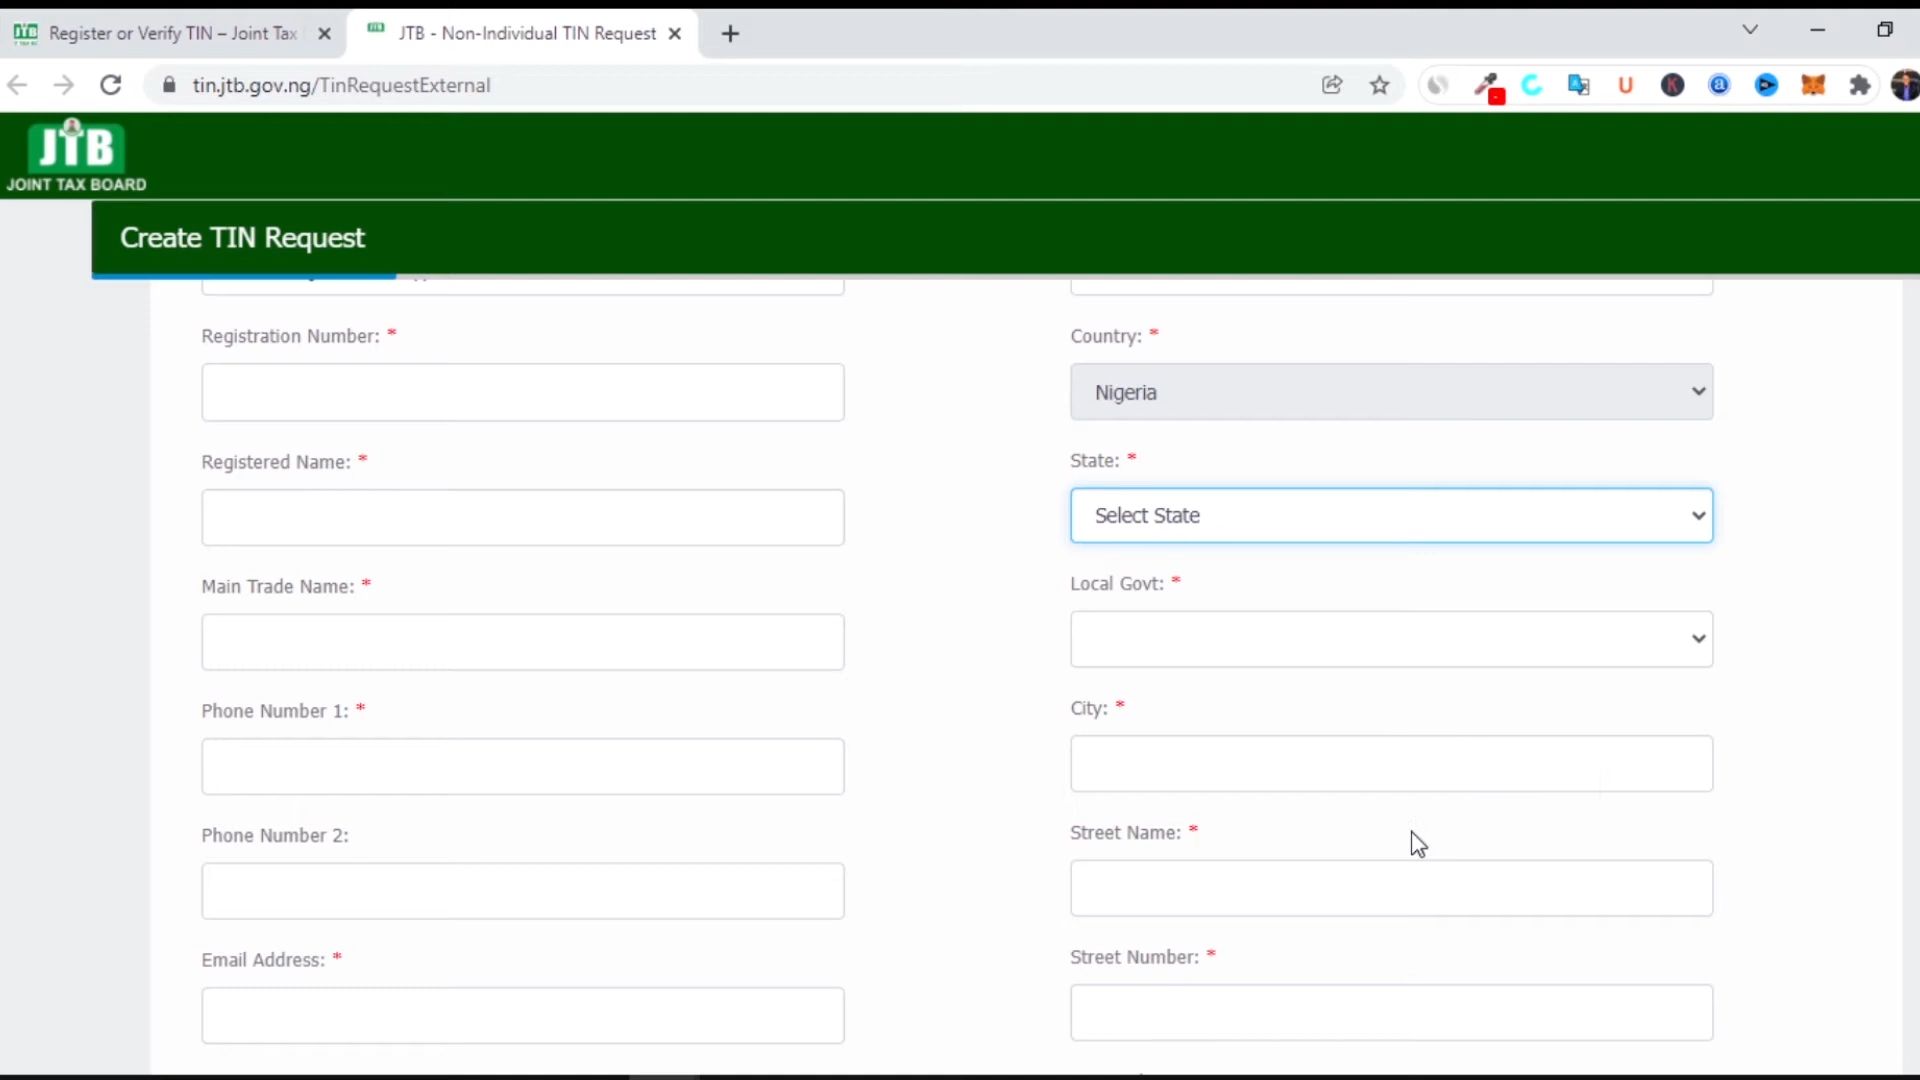 Register or Verify TIN – Joint Tax
JTB - Non-Individual TIN Request
tin.jtb.gov.ng/TinRequestExternal
JTB
JOINT TAX BOARD
Create TIN Request
Registration Number: *
Country: *
Nigeria
Registered Name: *
State: *
Select State
Main Trade Name: *
Local Govt: *
Phone Number 1: *
City: *
Phone Number 2:
Street Name: *
Email Address: *
Street Number: *